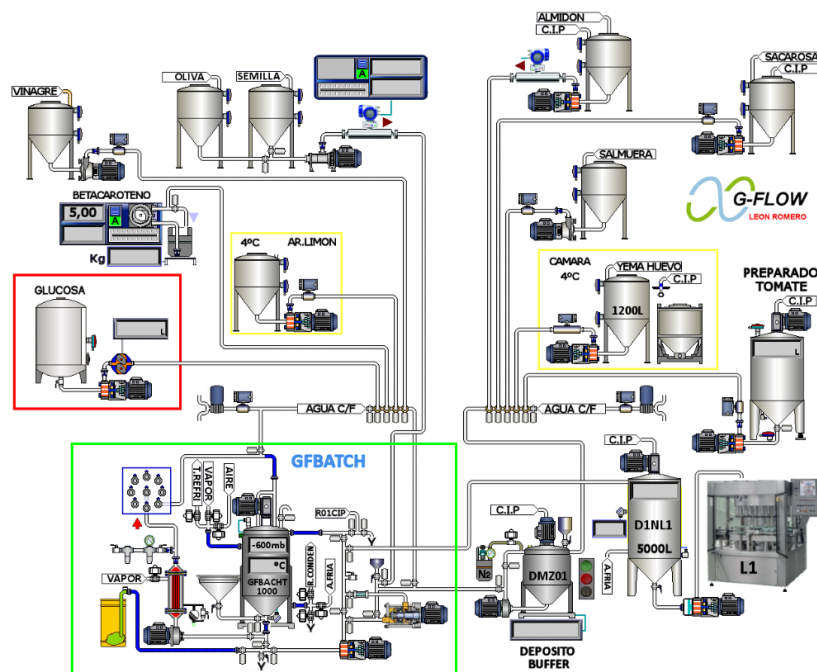 ALMIDON
C.I.P
SACAROSA
C.I.P
OLIVA
SEMILLA
A
VINAGRE
SALMUERA
G-FLOW
LEON ROMERO
BETACAROTENO
5,00
A
Kg
4ºC
AR.LIMON
CAMARA
4ºC
YEMA HUEVO
C.I.P
1200L
PREPARADO
TOMATE
C.I.P
L
GLUCOSA
L
AGUA C/F
AGUA C/F
GFBATCH
T.REFRI
VAPOR
AIRE
R01CIP
C.I.P
C.I.P
-600mb
ºC
GFBACHT
1000
R.CONDEN
A.FRIA
VAPOR
N2
DMZ01
D1NL1
5000L
A.FRIA
L1
DEPOSITO
BUFFER